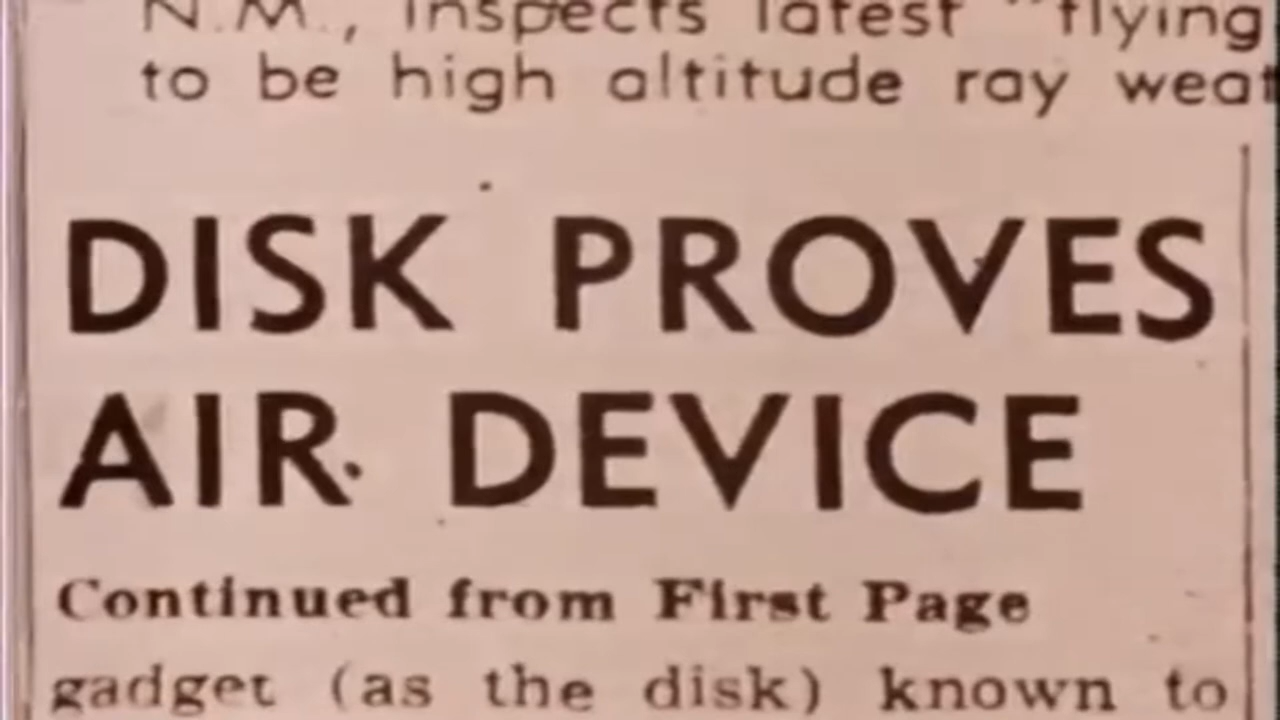 N.M., inspects latest "flying
to be high altitude ray
DISK PROVES
AIR DEVICE
Continued from First Page
gadget (as the disk) known to